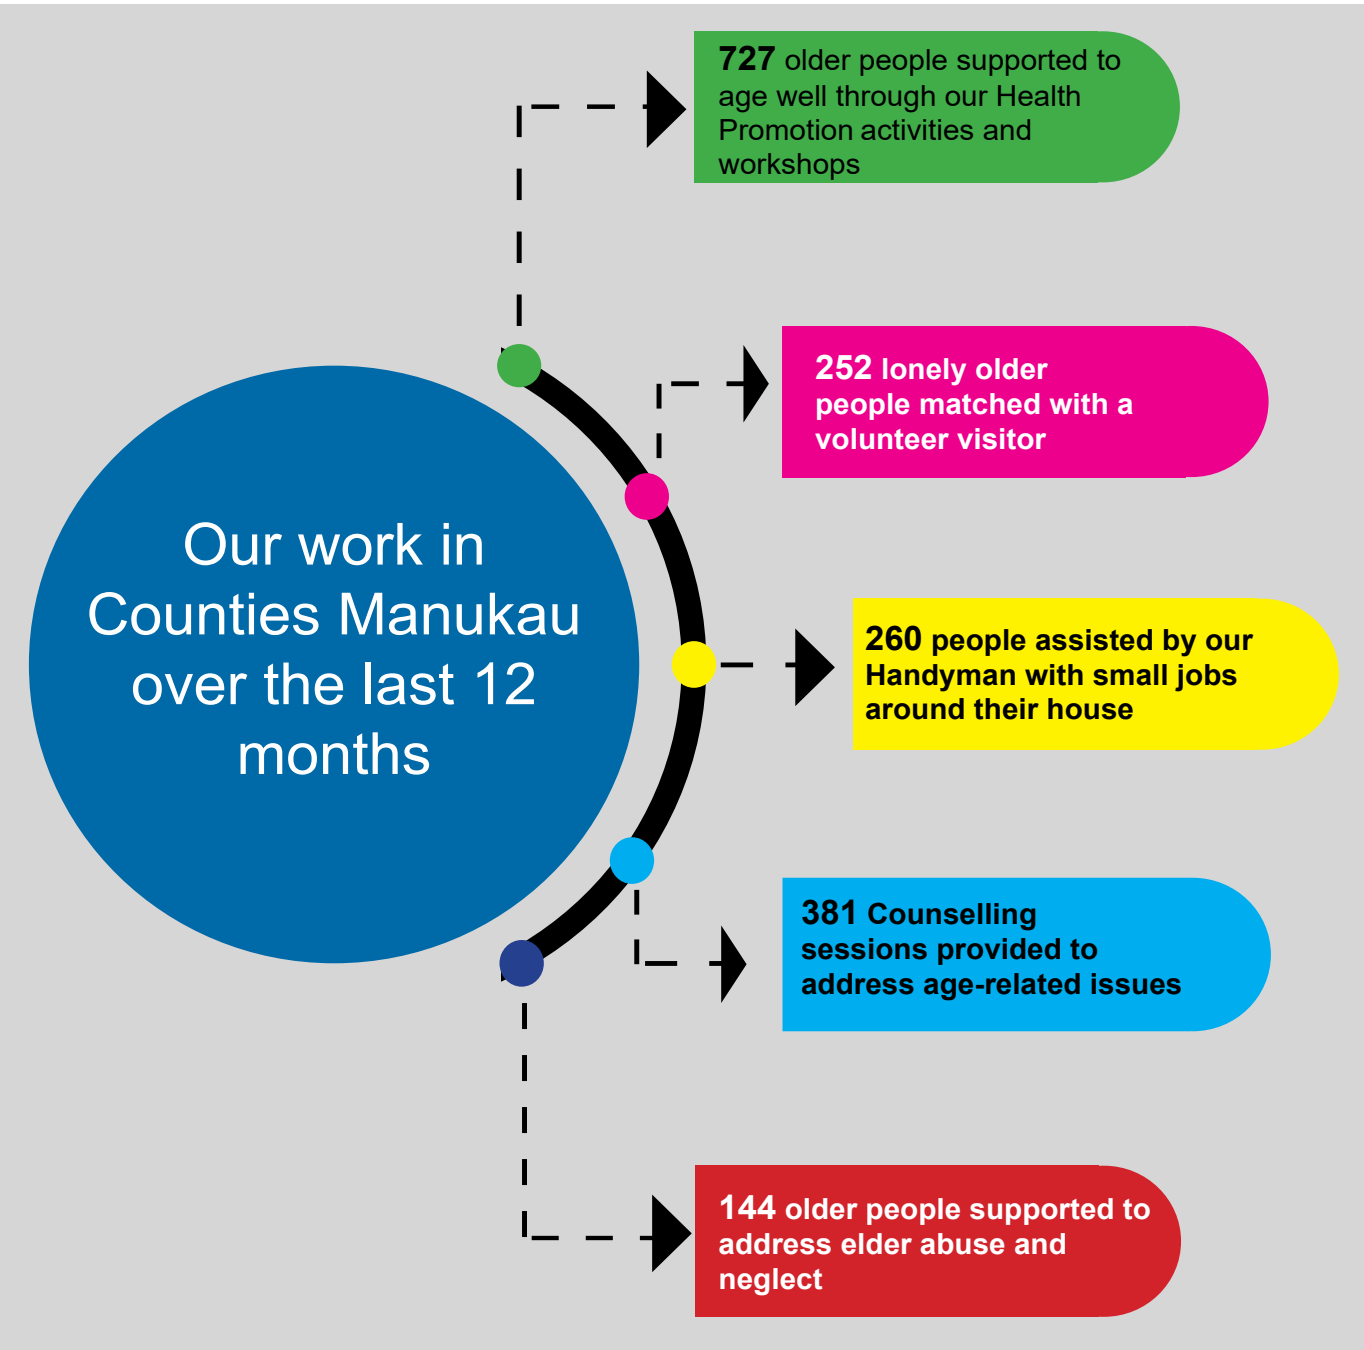 727 older people supported to
age well through our Health
Promotion activities and
workshops
252 lonely older
people matched with a
volunteer visitor
Our work in
Counties Manukau
over the last 12
months
260 people assisted by our
Handyman with small jobs
around their house
381 Counselling
sessions provided to
address age-related issues
144 older people supported to
address elder abuse and
neglect